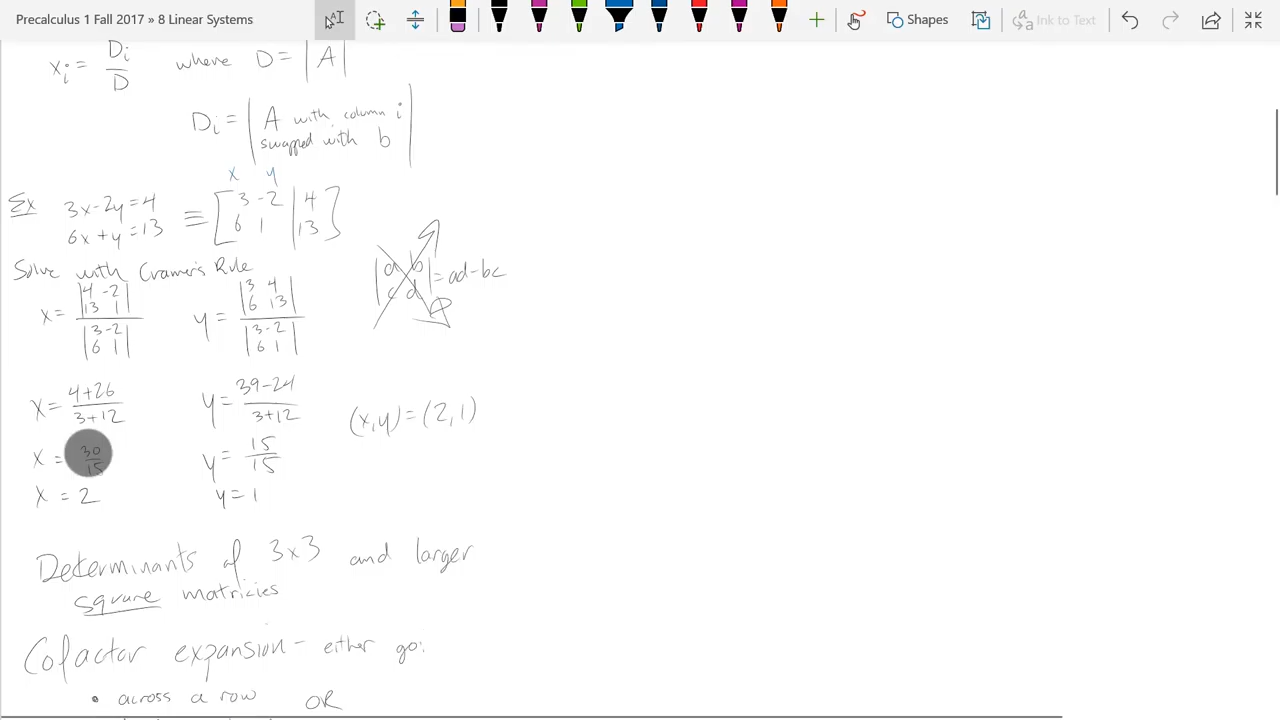 Precalculus 1 Fall 2017 » 8 Linear Systems
Shapes
Ink to Text
xi = Di/D where D = |A|
Di = |A with column i swapped with b|
x y
Ex 3x-2y=4 ≡ [3 -2 | 4]
6x+y=13 [6 1 | 13]
Solve with Cramer's Rule
|a b| = ad-bc
|c d|
x = |4 -2; 13 1| / |3 -2; 6 1| y = |3 4; 6 13| / |3 -2; 6 1|
x = 4+26 / 3+12 y = 39-24 / 3+12 (x,y) = (2,1)
x = 30/15 y = 15/15
x = 2 y = 1
Determinants of 3x3 and larger
square matricies
Cofactor expansion - either go:
• across a row OR